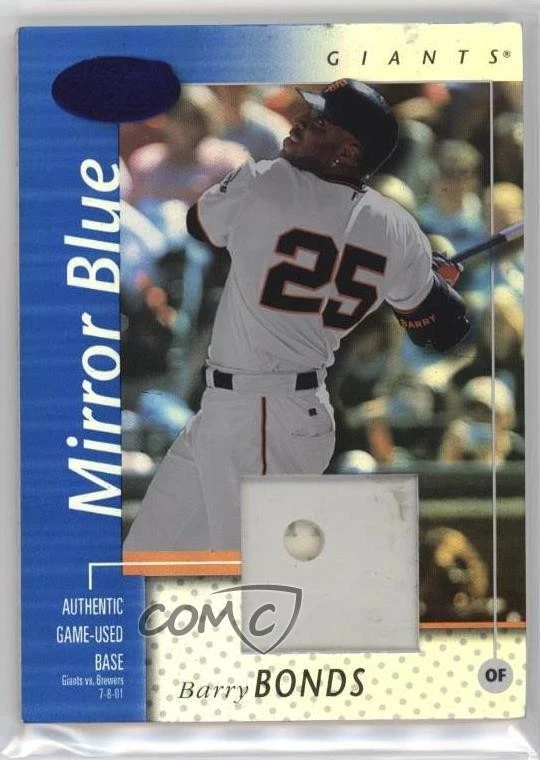 GIANTS®
Mirror Blue
25
BARRY
AUTHENTIC
GAME-USED
BASE
Giants vs. Brewers
7-8-01
COMC
Barry BONDS
OF